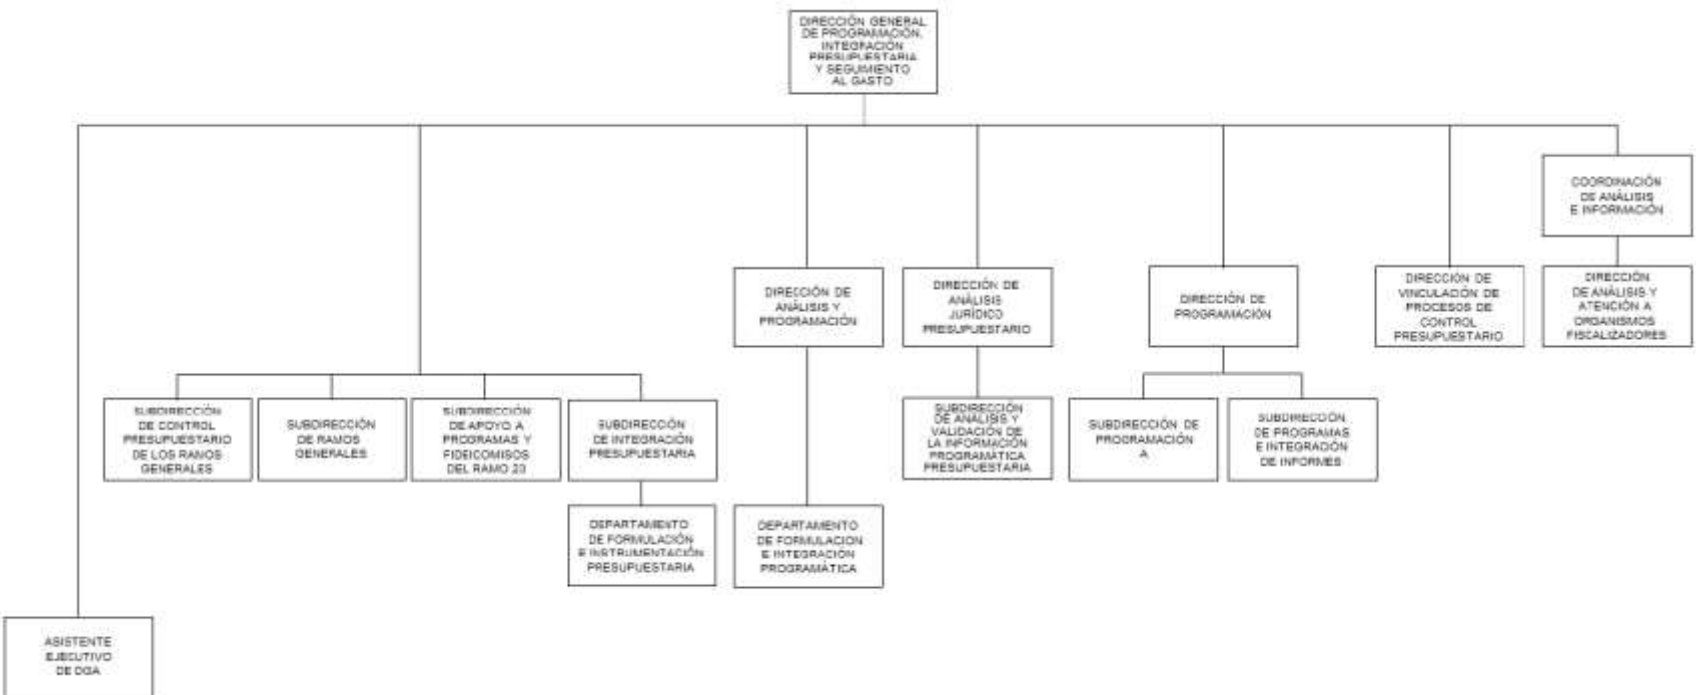 DIRECCIÓN GENERAL
DE PROGRAMACIÓN,
INTEGRACIÓN
PRESUPUESTARIA
Y SEGUIMIENTO
AL GASTO
COORDINACIÓN
DE ANÁLISIS
E INFORMACIÓN
DIRECCIÓN DE
ANÁLISIS Y
PROGRAMACIÓN
DIRECCIÓN DE
ANÁLISIS
JURÍDICO
PRESUPUESTARIO
DIRECCIÓN DE
PROGRAMACIÓN
DIRECCIÓN DE
VINCULACIÓN DE
PROCESOS DE
CONTROL
PRESUPUESTARIO
DIRECCIÓN
DE ANÁLISIS Y
ATENCIÓN A
ORGANISMOS
FISCALIZADORES
SUBDIRECCIÓN
DE CONTROL
PRESUPUESTARIO
DE LOS RAMOS
GENERALES
SUBDIRECCIÓN
DE RAMOS
GENERALES
SUBDIRECCIÓN
DE APOYO A
PROGRAMAS Y
FIDEICOMISOS
DEL RAMO 23
SUBDIRECCIÓN
DE INTEGRACIÓN
PRESUPUESTARIA
SUBDIRECCIÓN
DE ANÁLISIS Y
VALIDACIÓN DE
LA INFORMACIÓN
PROGRAMÁTICA
PRESUPUESTARIA
SUBDIRECCIÓN DE
PROGRAMACIÓN
A
SUBDIRECCIÓN
DE PROGRAMAS
E INTEGRACIÓN
DE INFORMES
DEPARTAMENTO
DE FORMULACIÓN
E INSTRUMENTACIÓN
PRESUPUESTARIA
DEPARTAMENTO
DE FORMULACION
E INTEGRACIÓN
PROGRAMÁTICA
ASISTENTE
EJECUTIVO
DE DGA